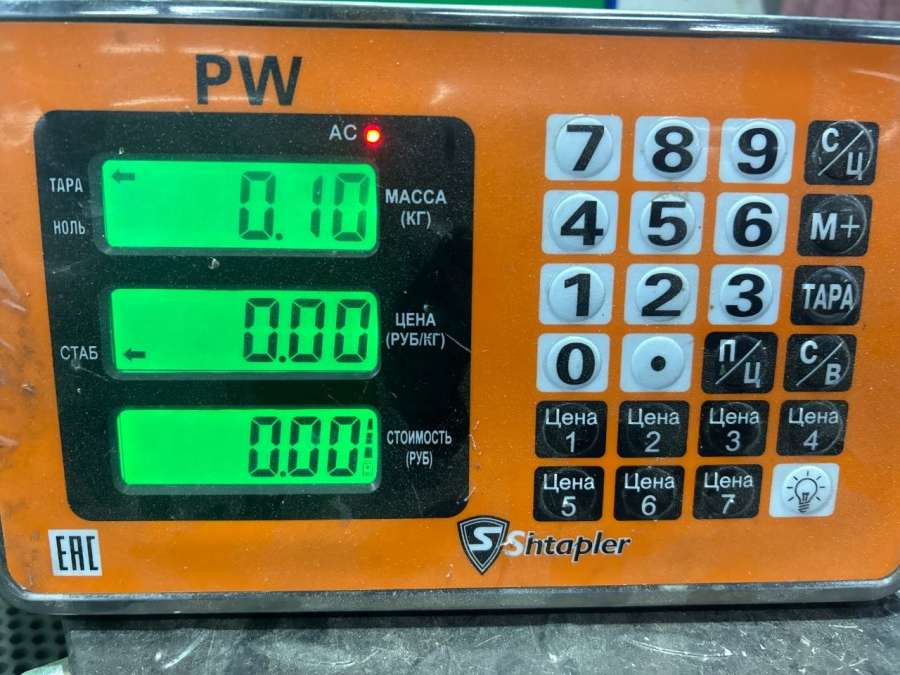 PW
AC
ТАРА
НОЛЬ
0.10
МАССА
(КГ)
СТАБ
0.00
ЦЕНА
(РУБ/КГ)
0.00
СТОИМОСТЬ
(РУБ)
7 8 9 С/Ц
4 5 6 М+
1 2 3 ТАРА
0 . П/Ц С/В
Цена 1 Цена 2 Цена 3 Цена 4
Цена 5 Цена 6 Цена 7
EAC
S-Shtapler